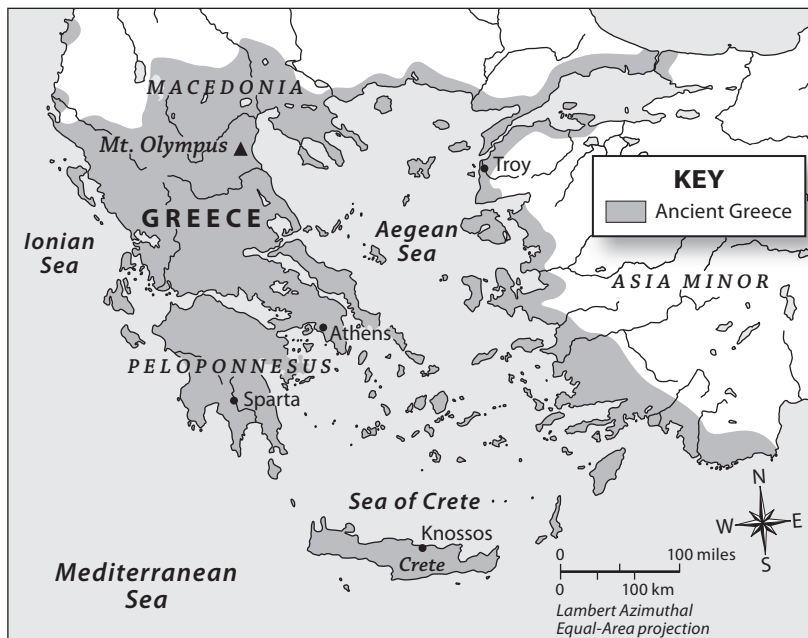 MACEDONIA
Mt. Olympus
Troy
KEY
Ancient Greece
GREECE
Ionian
Sea
Aegean
Sea
ASIA MINOR
Athens
PELOPONNESUS
Sparta
Sea of Crete
Knossos
Crete
Mediterranean
Sea
N
W E
S
0 100 miles
0 100 km
Lambert Azimuthal
Equal-Area projection